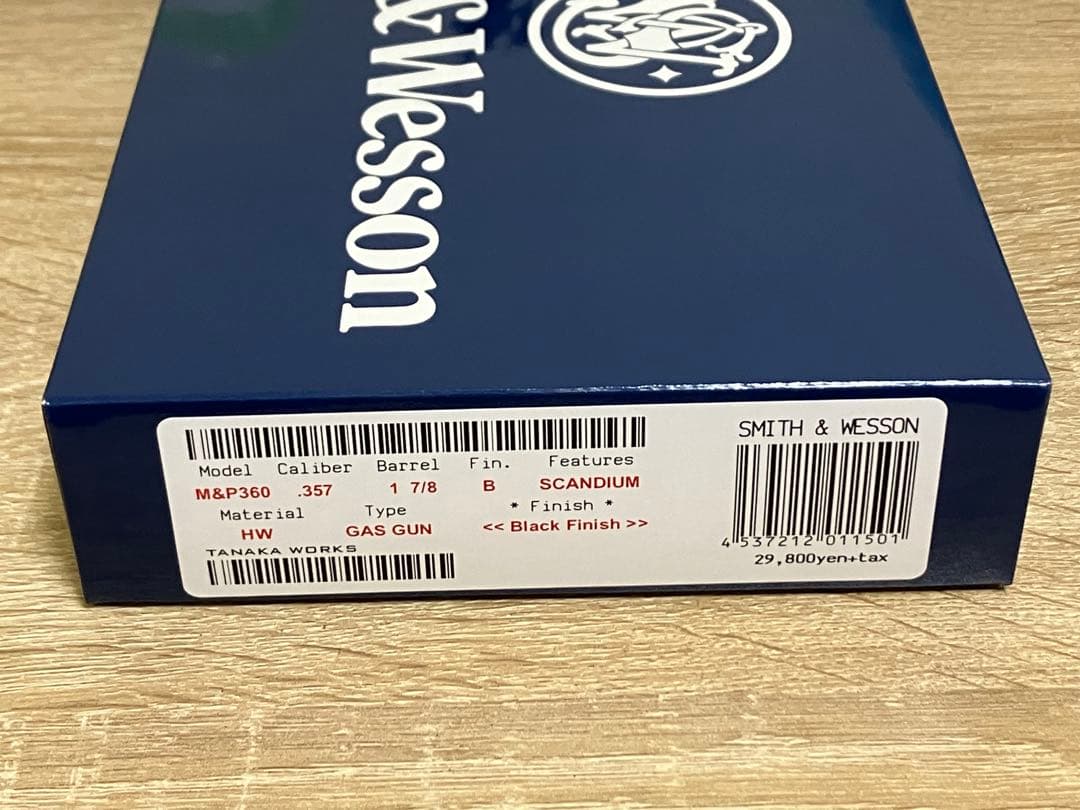 &Wesson
Model Caliber Barrel Fin. Features
M&P360 .357 1 7/8 B SCANDIUM
Material Type * Finish *
HW GAS GUN << Black Finish >>
TANAKA WORKS
SMITH & WESSON
4 537212 011501
29,800yen+tax